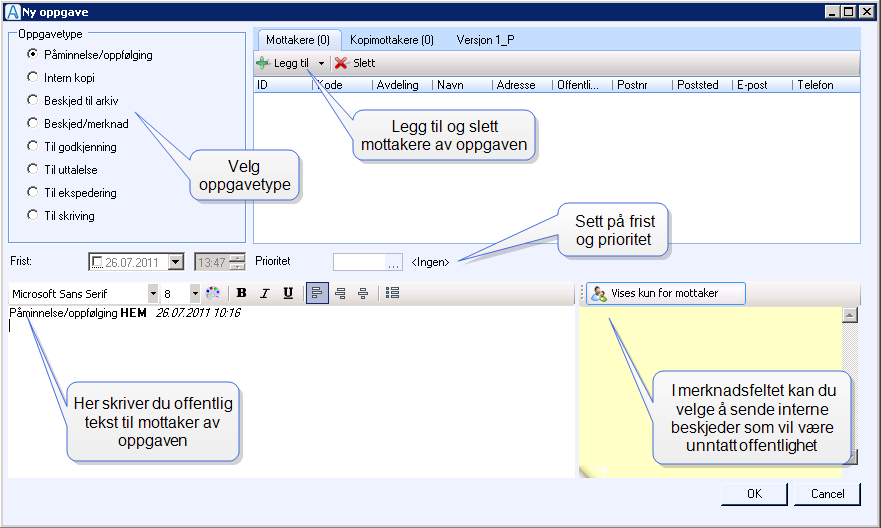 Ny oppgave
Oppgavetype
Påminnelse/oppfølging
Intern kopi
Beskjed til arkiv
Beskjed/merknad
Til godkjenning
Til uttalelse
Til ekspedering
Til skriving
Velg
oppgavetype
Mottakere (0) Kopimottakere (0) Versjon 1_P
Legg til Slett
ID Kode Avdeling Navn Adresse Offentli... Postnr Poststed E-post Telefon
Legg til og slett
mottakere av oppgaven
Sett på frist
og prioritet
Frist: 26.07.2011 13:47 Prioritet ... <Ingen>
Microsoft Sans Serif 8 B I U
Vises kun for mottaker
Påminnelse/oppfølging HEM 26.07.2011 10:16
Her skriver du offentlig
tekst til mottaker av
oppgaven
I merknadsfeltet kan du
velge å sende interne
beskjeder som vil være
unntatt offentlighet
OK Cancel